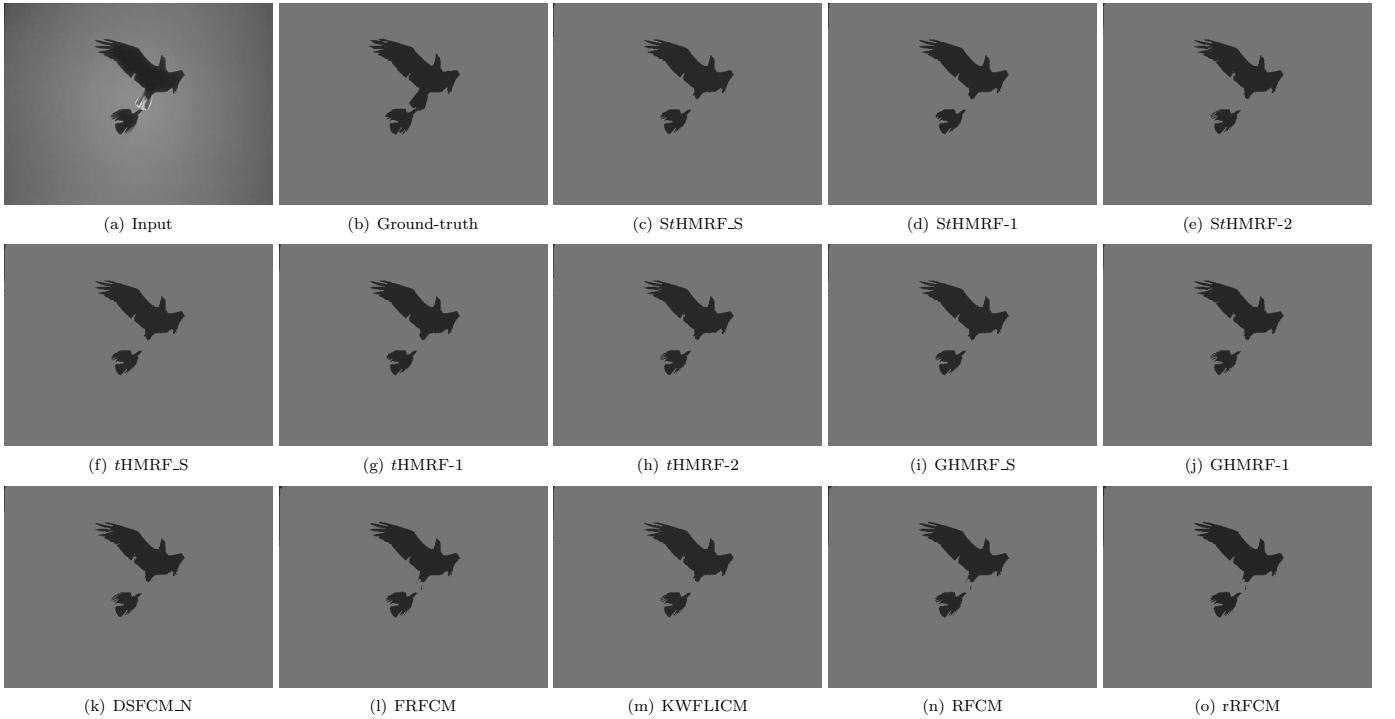 (a) Input
(b) Ground-truth
(c) StHMRF_S
(d) StHMRF-1
(e) StHMRF-2
(f) tHMRF_S
(g) tHMRF-1
(h) tHMRF-2
(i) GHMRF_S
(j) GHMRF-1
(k) DSFCM_N
(l) FRFCM
(m) KWFLICM
(n) RFCM
(o) rRFCM